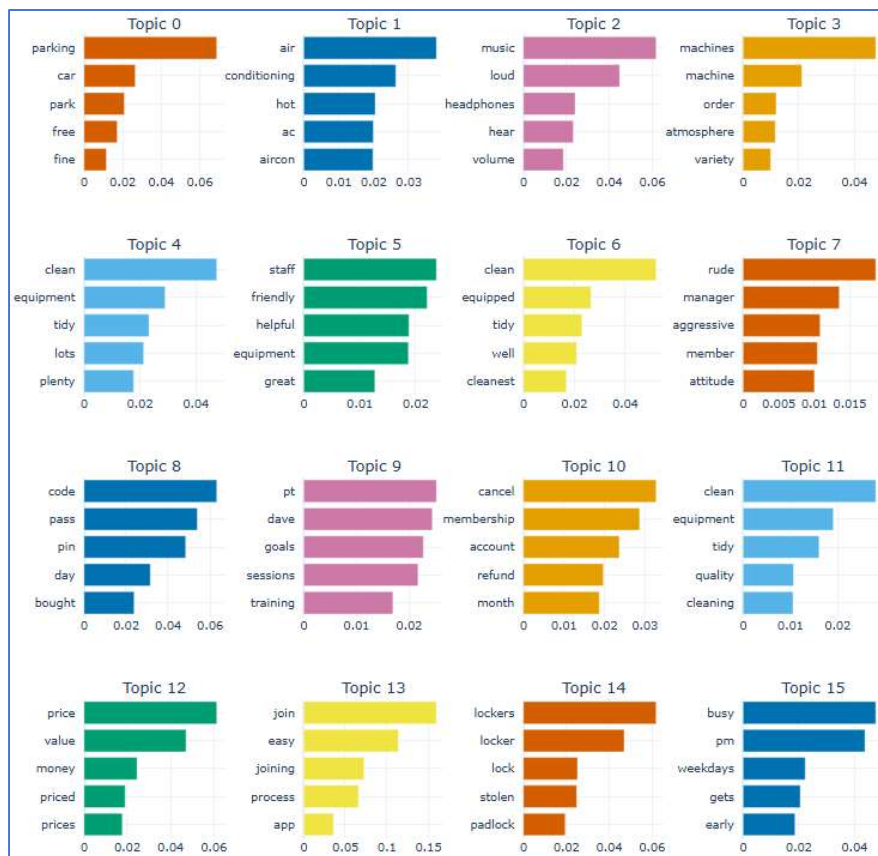 Topic 0
parking
car
park
free
fine
0 0.02 0.04 0.06
Topic 1
air
conditioning
hot
ac
aircon
0 0.01 0.02 0.03
Topic 2
music
loud
headphones
hear
volume
0 0.02 0.04 0.06
Topic 3
machines
machine
order
atmosphere
variety
0 0.02 0.04
Topic 4
clean
equipment
tidy
lots
plenty
0 0.02 0.04
Topic 5
staff
friendly
helpful
equipment
great
0 0.01 0.02
Topic 6
clean
equipped
tidy
well
cleanest
0 0.02 0.04
Topic 7
rude
manager
aggressive
member
attitude
0 0.005 0.01 0.015
Topic 8
code
pass
pin
day
bought
0 0.02 0.04 0.06
Topic 9
pt
dave
goals
sessions
training
0 0.01 0.02
Topic 10
cancel
membership
account
refund
month
0 0.01 0.02 0.03
Topic 11
clean
equipment
tidy
quality
cleaning
0 0.01 0.02
Topic 12
price
value
money
priced
prices
0 0.02 0.04 0.06
Topic 13
join
easy
joining
process
app
0 0.05 0.1 0.15
Topic 14
lockers
locker
lock
stolen
padlock
0 0.02 0.04 0.06
Topic 15
busy
pm
weekdays
gets
early
0 0.02 0.04